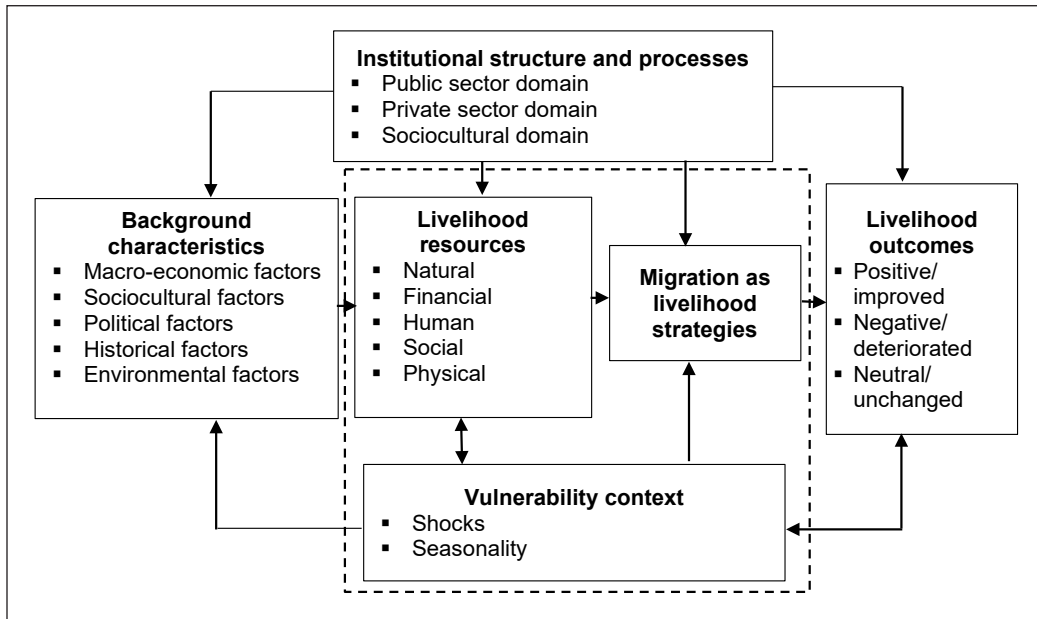 Institutional structure and processes
▪ Public sector domain
▪ Private sector domain
▪ Sociocultural domain
Background
characteristics
▪ Macro-economic factors
▪ Sociocultural factors
▪ Political factors
▪ Historical factors
▪ Environmental factors
Livelihood
resources
▪ Natural
▪ Financial
▪ Human
▪ Social
▪ Physical
Migration as
livelihood
strategies
Livelihood
outcomes
▪ Positive/
improved
▪ Negative/
deteriorated
▪ Neutral/
unchanged
Vulnerability context
▪ Shocks
▪ Seasonality